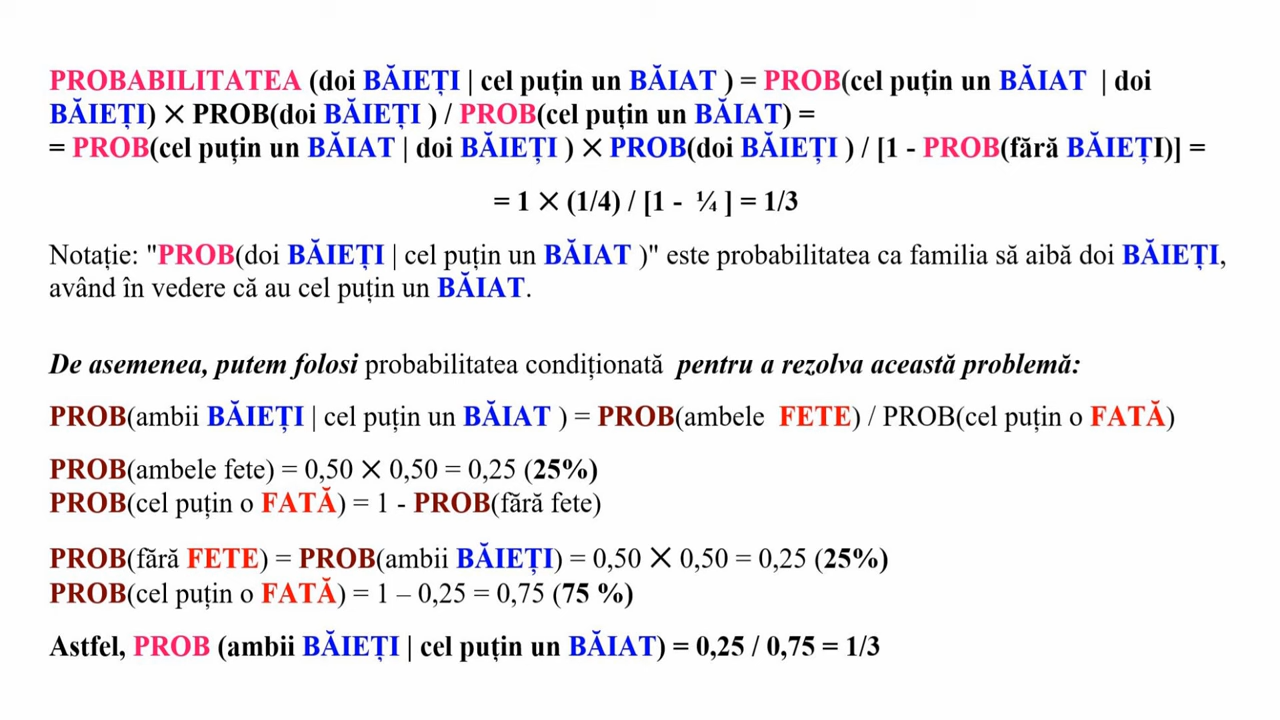 PROBABILITATEA (doi BĂIEȚI | cel puțin un BĂIAT ) = PROB(cel puțin un BĂIAT | doi
BĂIEȚI) × PROB(doi BĂIEȚI ) / PROB(cel puțin un BĂIAT) =
= PROB(cel puțin un BĂIAT | doi BĂIEȚI ) × PROB(doi BĂIEȚI ) / [1 - PROB(fără BĂIEȚI)] =
= 1 × (1/4) / [1 - ¼ ] = 1/3
Notație: "PROB(doi BĂIEȚI | cel puțin un BĂIAT )" este probabilitatea ca familia să aibă doi BĂIEȚI,
având în vedere că au cel puțin un BĂIAT.
De asemenea, putem folosi probabilitatea condiționată pentru a rezolva această problemă:
PROB(ambii BĂIEȚI | cel puțin un BĂIAT ) = PROB(ambele FETE) / PROB(cel puțin o FATĂ)
PROB(ambele fete) = 0,50 × 0,50 = 0,25 (25%)
PROB(cel puțin o FATĂ) = 1 - PROB(fără fete)
PROB(fără FETE) = PROB(ambii BĂIEȚI) = 0,50 × 0,50 = 0,25 (25%)
PROB(cel puțin o FATĂ) = 1 – 0,25 = 0,75 (75 %)
Astfel, PROB (ambii BĂIEȚI | cel puțin un BĂIAT) = 0,25 / 0,75 = 1/3